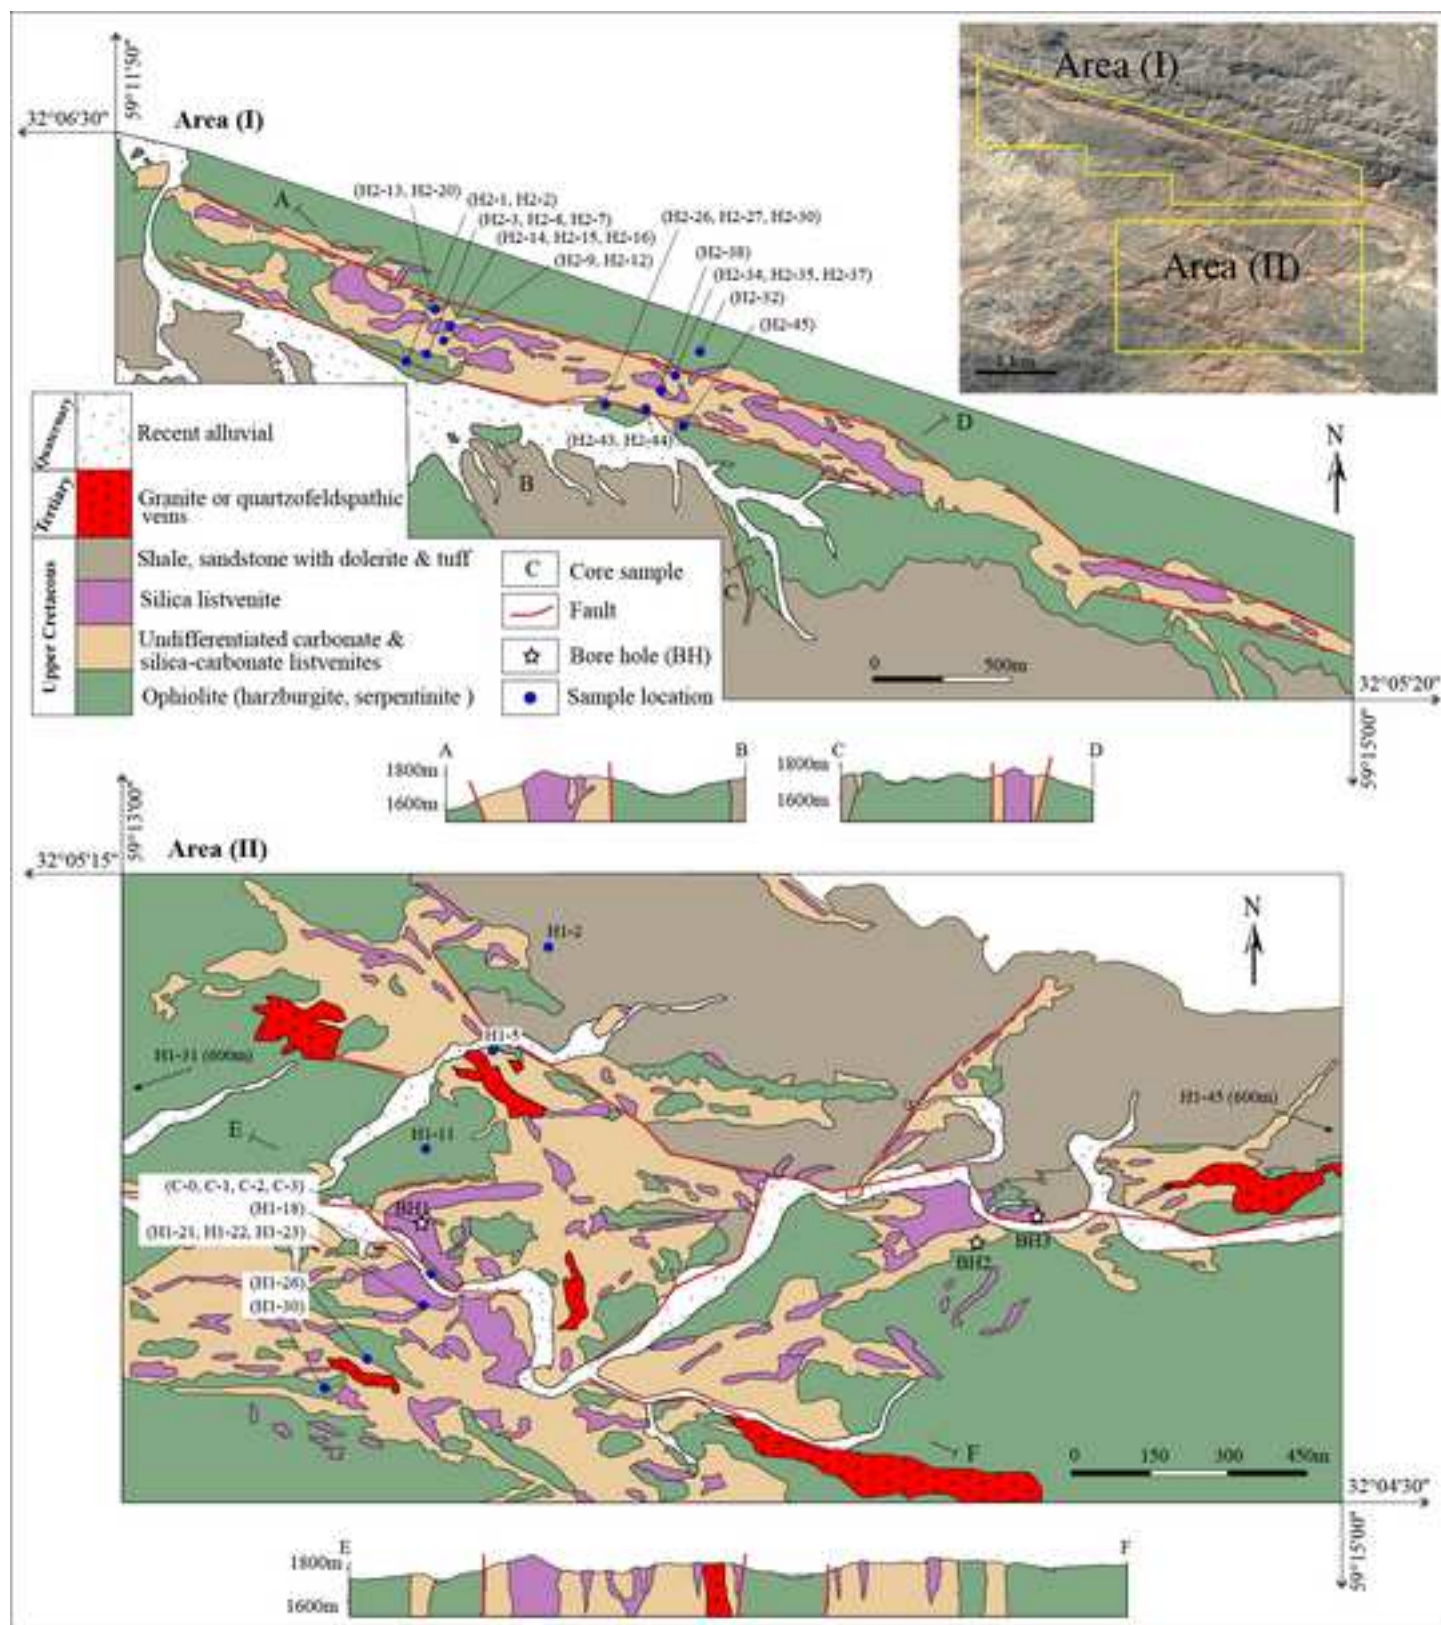 59°11'50"
32°06'30"
Area (I)
Area (I)
Area (II)
1 km
A
(H2-13, H2-20)
(H2-1, H2-2)
(H2-3, H2-4, H2-7)
(H2-14, H2-15, H2-16)
(H2-9, H2-12)
(H2-26, H2-27, H2-30)
(H2-38)
(H2-34, H2-35, H2-37)
(H2-32)
(H2-45)
(H2-43, H2-44)
D
B
C
N
Quaternary
Recent alluvial
Tertiary
Granite or quartzofeldspathic
veins
Upper Cretaceous
Shale, sandstone with dolerite & tuff
Silica listvenite
Undifferentiated carbonate &
silica-carbonate listvenites
Ophiolite (harzburgite, serpentinite )
C Core sample
Fault
Bore hole (BH)
Sample location
0 500m
32°05'20"
59°15'00"
A B
1800m
1600m
C D
1800m
1600m
59°13'00"
32°05'15"
Area (II)
N
H1-2
H1-5
H1-31 (600m)
H1-45 (600m)
E
H1-11
(C-0, C-1, C-2, C-3)
(H1-18)
(H1-21, H1-22, H1-23)
BH1
(H1-28)
(H1-30)
BH2
BH3
F
0 150 300 450m
32°04'30"
59°15'00"
E F
1800m
1600m